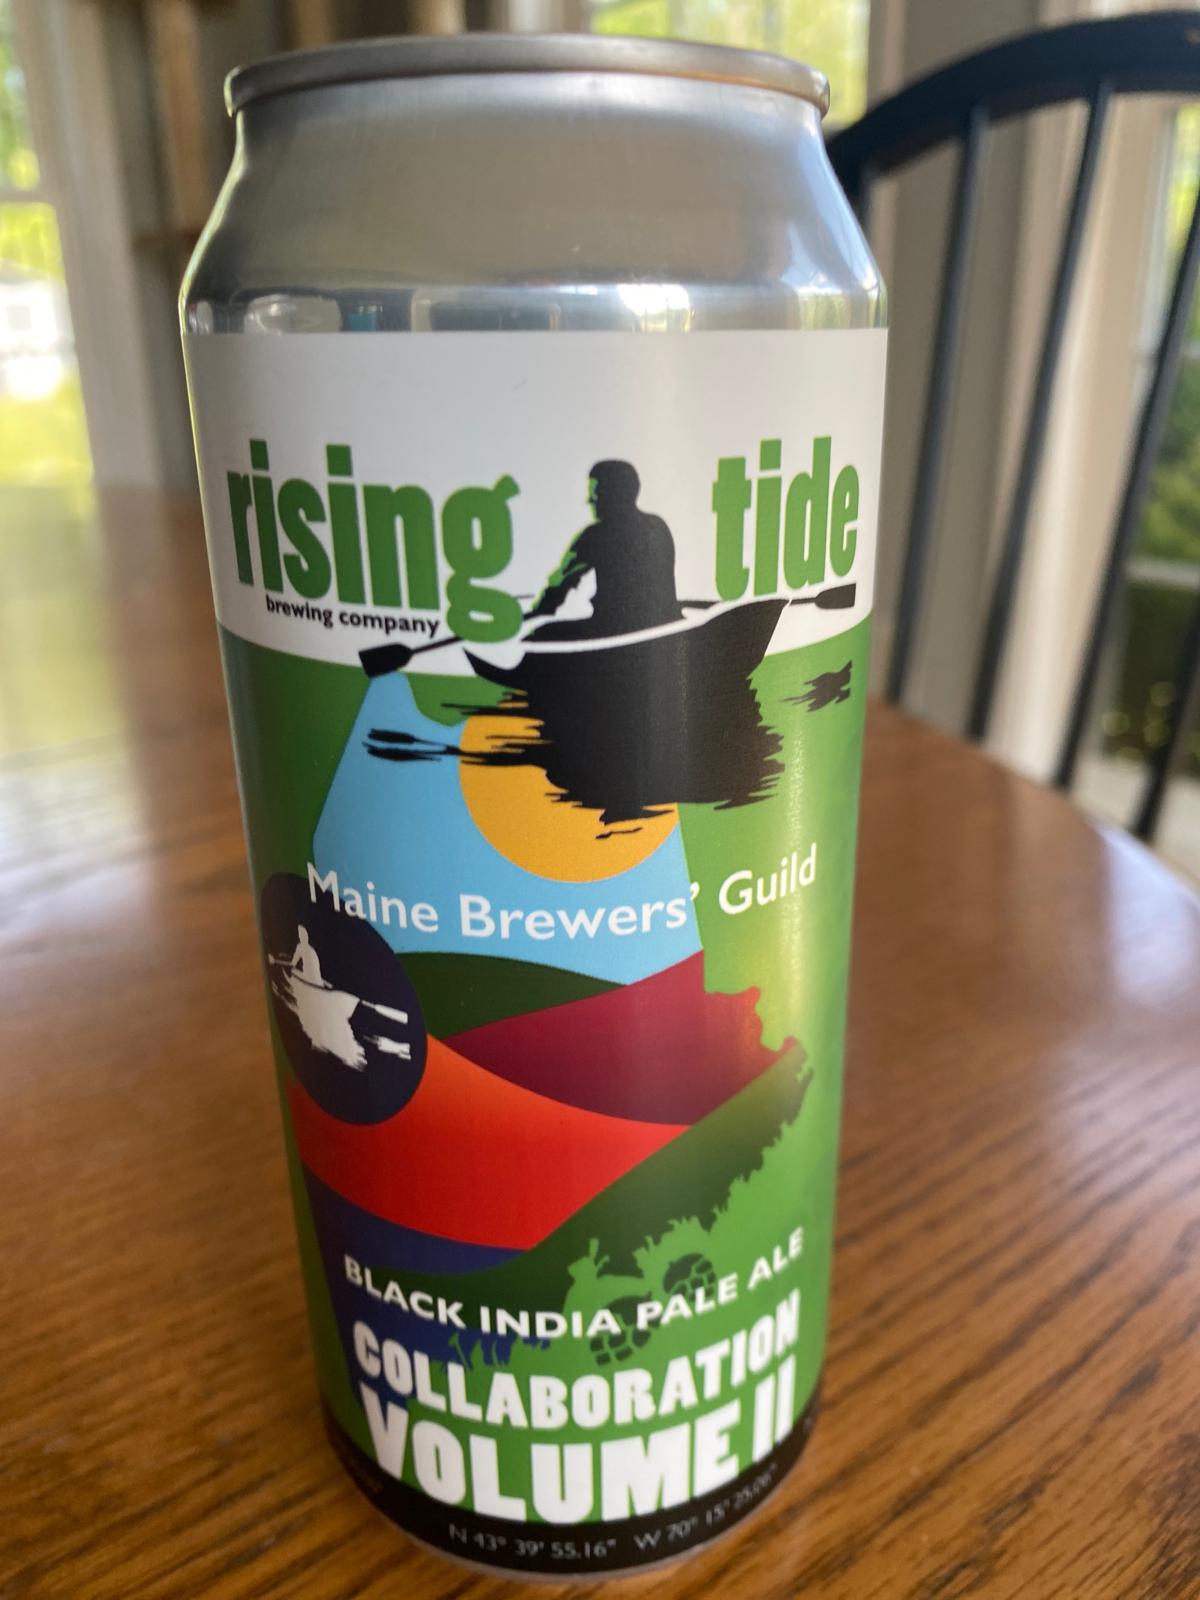 rising tide
brewing company
Maine Brewers' Guild
BLACK INDIA PALE ALE
COLLABORATION
VOLUME II
N 43° 39' 55.16" W 70° 15' 25.06"